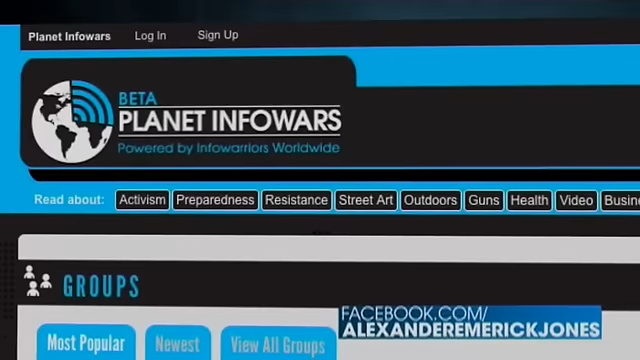 Planet Infowars Log In Sign Up
BETA
PLANET INFOWARS
Powered by Infowarriors Worldwide
Read about: Activism Preparedness Resistance Street Art Outdoors Guns Health Video Busin
GROUPS
FACEBOOK.COM/
ALEXANDEREMERICKJONES
Most Popular Newest View All Groups